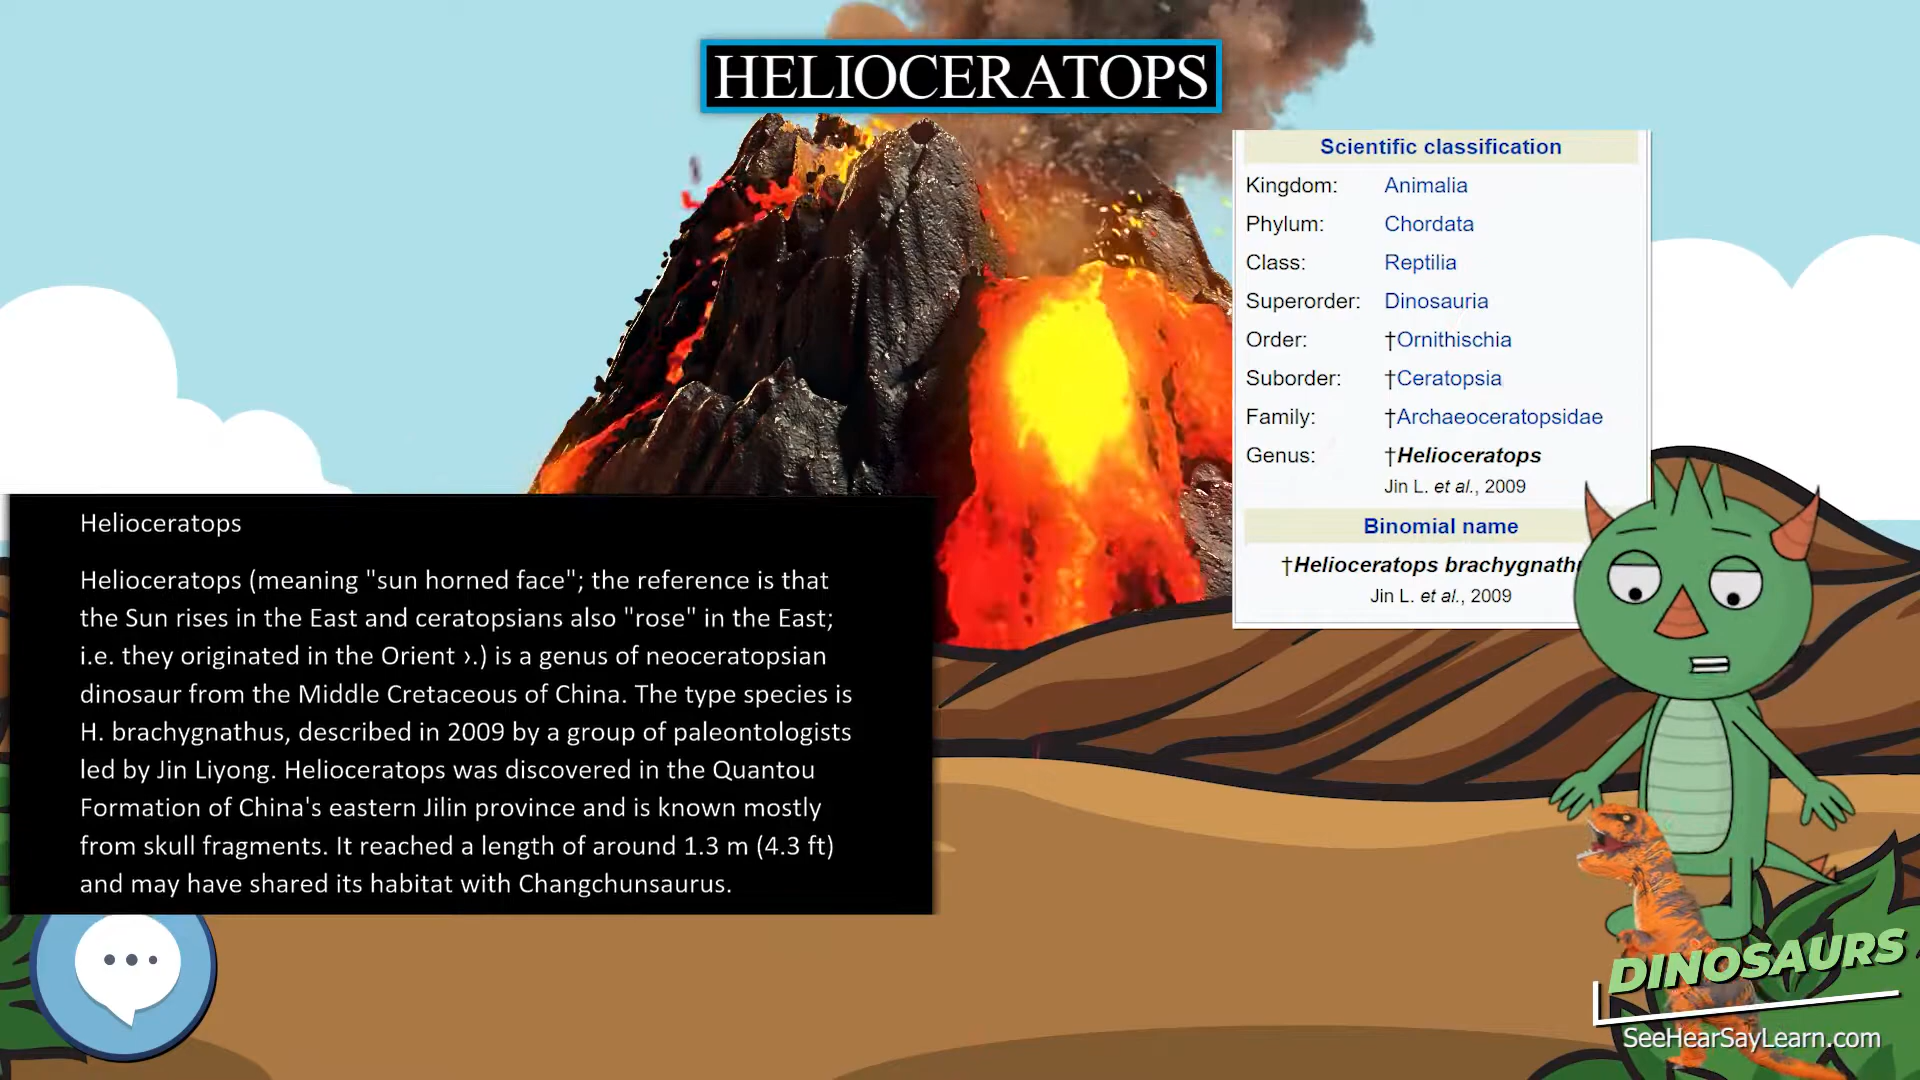 HELIOCERATOPS
Scientific classification
Kingdom: Animalia
Phylum: Chordata
Class: Reptilia
Superorder: Dinosauria
Order: †Ornithischia
Suborder: †Ceratopsia
Family: †Archaeoceratopsidae
Genus: †Helioceratops
Jin L. et al., 2009
Binomial name
†Helioceratops brachygnathu
Jin L. et al., 2009
Helioceratops
Helioceratops (meaning "sun horned face"; the reference is that
the Sun rises in the East and ceratopsians also "rose" in the East;
i.e. they originated in the Orient ›.) is a genus of neoceratopsian
dinosaur from the Middle Cretaceous of China. The type species is
H. brachygnathus, described in 2009 by a group of paleontologists
led by Jin Liyong. Helioceratops was discovered in the Quantou
Formation of China's eastern Jilin province and is known mostly
from skull fragments. It reached a length of around 1.3 m (4.3 ft)
and may have shared its habitat with Changchunsaurus.
DINOSAURS
SeeHearSayLearn.com